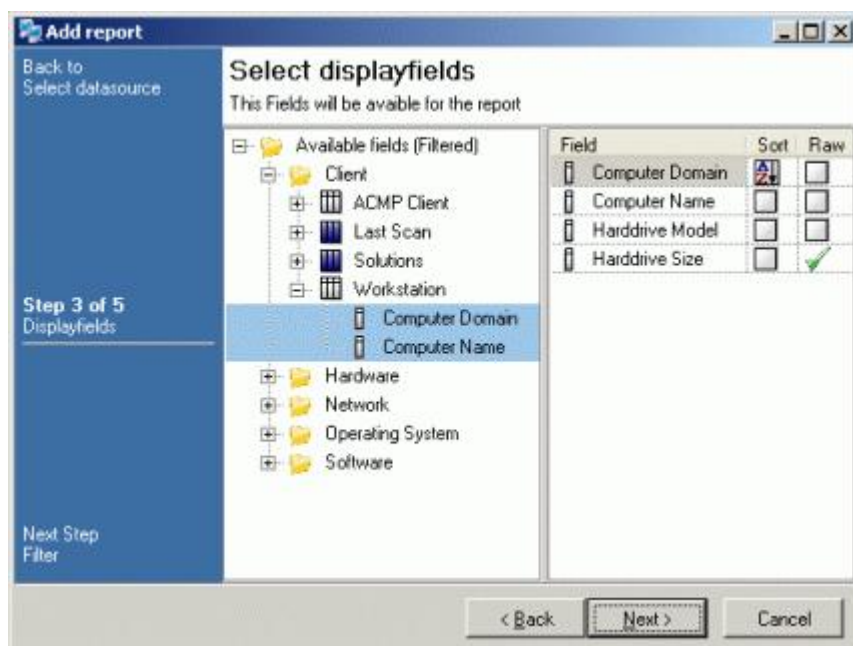 Add report
Back to
Select datasource
Step 3 of 5
Displayfields
Next Step
Filter
Select displayfields
This Fields will be avaible for the report
Available fields (Filtered)
Client
ACMP Client
Last Scan
Solutions
Workstation
Computer Domain
Computer Name
Hardware
Network
Operating System
Software
Field Sort Raw
Computer Domain
Computer Name
Harddrive Model
Harddrive Size
< Back Next > Cancel